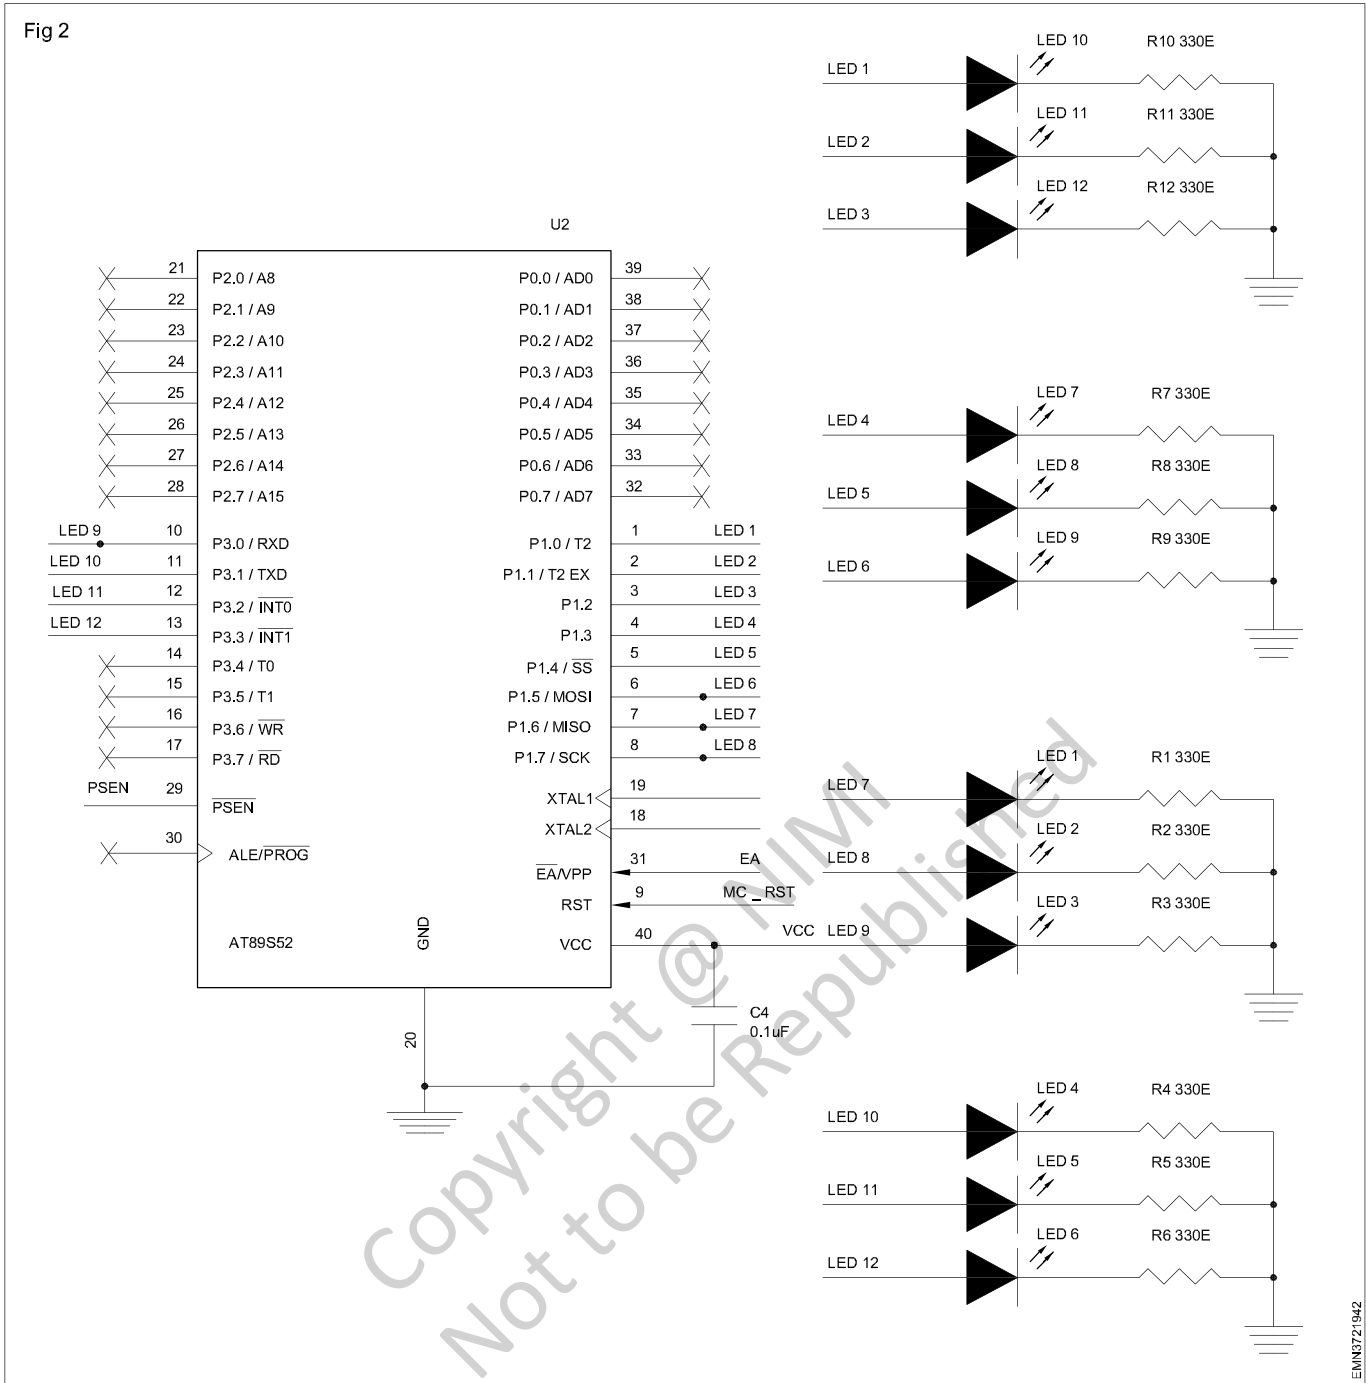 Fig 2
U2
21 P2.0 / A8
22 P2.1 / A9
23 P2.2 / A10
24 P2.3 / A11
25 P2.4 / A12
26 P2.5 / A13
27 P2.6 / A14
28 P2.7 / A15
LED 9 10 P3.0 / RXD
LED 10 11 P3.1 / TXD
LED 11 12 P3.2 / INT0
LED 12 13 P3.3 / INT1
14 P3.4 / T0
15 P3.5 / T1
16 P3.6 / WR
17 P3.7 / RD
PSEN 29 PSEN
30 ALE/PROG
AT89S52
GND
20
P0.0 / AD0 39
P0.1 / AD1 38
P0.2 / AD2 37
P0.3 / AD3 36
P0.4 / AD4 35
P0.5 / AD5 34
P0.6 / AD6 33
P0.7 / AD7 32
P1.0 / T2 1 LED 1
P1.1 / T2 EX 2 LED 2
P1.2 3 LED 3
P1.3 4 LED 4
P1.4 / SS 5 LED 5
P1.5 / MOSI 6 LED 6
P1.6 / MISO 7 LED 7
P1.7 / SCK 8 LED 8
XTAL1 19
XTAL2 18
EA/VPP 31 EA
RST 9 MC_RST
VCC 40 VCC
C4
0.1uF
LED 1 LED 10 R10 330E
LED 2 LED 11 R11 330E
LED 3 LED 12 R12 330E
LED 4 LED 7 R7 330E
LED 5 LED 8 R8 330E
LED 6 LED 9 R9 330E
LED 7 LED 1 R1 330E
LED 8 LED 2 R2 330E
LED 9 LED 3 R3 330E
LED 10 LED 4 R4 330E
LED 11 LED 5 R5 330E
LED 12 LED 6 R6 330E
Copyright @ NIMI
Not to be Republished
EMN3721942